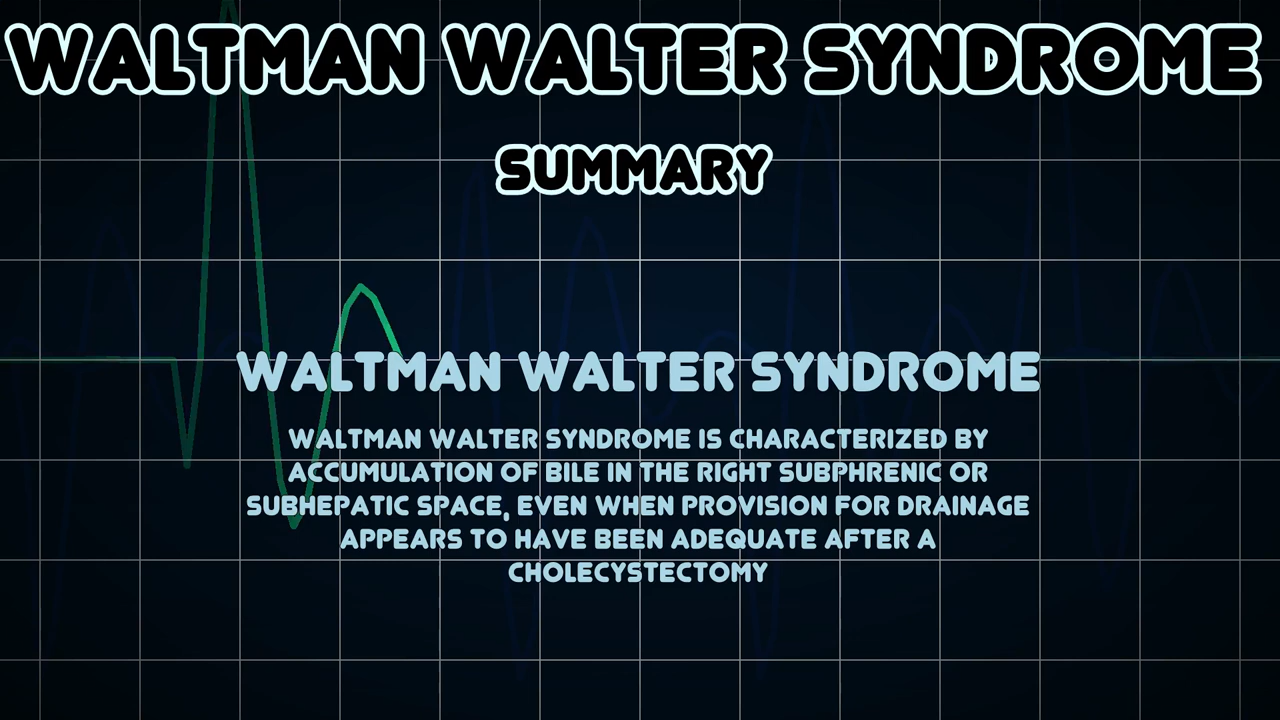 WALTMAN WALTER SYNDROME
SUMMARY
WALTMAN WALTER SYNDROME
WALTMAN WALTER SYNDROME IS CHARACTERIZED BY
ACCUMULATION OF BILE IN THE RIGHT SUBPHRENIC OR
SUBHEPATIC SPACE, EVEN WHEN PROVISION FOR DRAINAGE
APPEARS TO HAVE BEEN ADEQUATE AFTER A
CHOLECYSTECTOMY